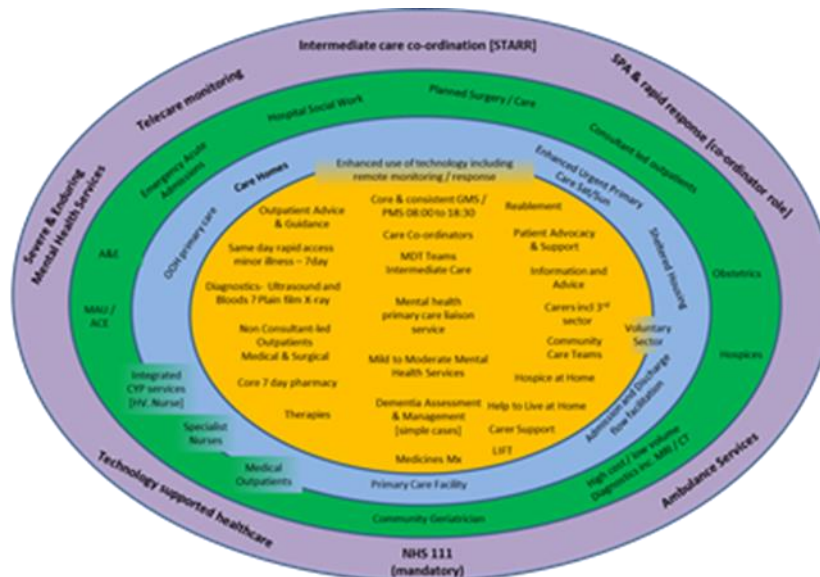 Intermediate care co-ordination [STARR]
SPA & rapid response [co-ordinator role]
Telecare monitoring
Severe & Enduring
Mental Health Services
Technology supported healthcare
NHS 111
(mandatory)
Ambulance Services
Hospital Social Work
Planned Surgery / Care
Consultant led outpatients
Emergency Acute
Admissions
A&E
MAU /
ACE
Obstetrics
Hospices
Integrated
CYP services
[HV. Nurse]
Specialist
Nurses
Medical
Outpatients
Community Geriatrician
High cost / low volume
Diagnostics inc. MRI / CT
Care Homes
OOH primary care
Enhanced use of technology including
remote monitoring / response
Enhanced Urgent Primary
Care Sat/Sun
Sheltered Housing
Voluntary
Sector
Admission and Discharge
flow facilitation
Primary Care Facility
Outpatient Advice
& Guidance
Same day rapid access
minor illness – 7day
Diagnostics- Ultrasound and
Bloods ? Plain film X-ray
Non Consultant-led
Outpatients
Medical & Surgical
Core 7 day pharmacy
Therapies
Core & consistent GMS /
PMS 08:00 to 18:30
Care Co-ordinators
MDT Teams
Intermediate Care
Mental health
primary care liaison
service
Mild to Moderate Mental
Health Services
Dementia Assessment
& Management
[simple cases]
Medicines Mx
Reablement
Patient Advocacy
& Support
Information and
Advice
Carers incl 3rd
sector
Community
Care Teams
Hospice at Home
Help to Live at Home
Carer Support
LIFT